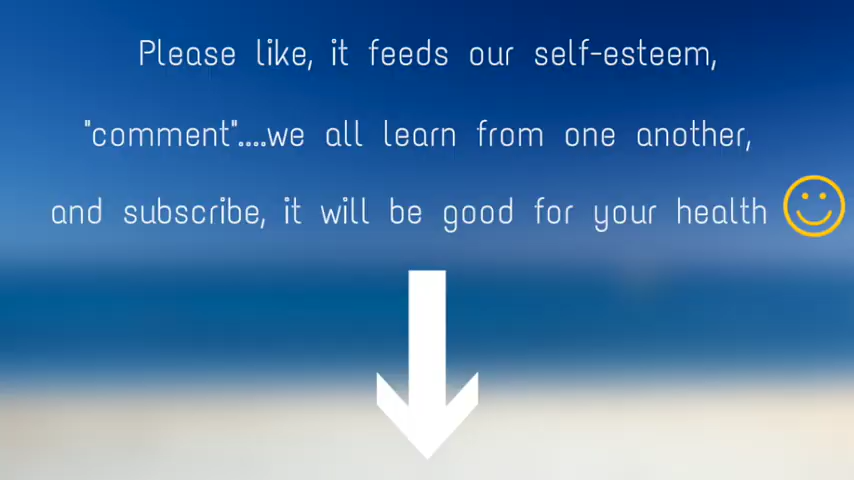 Please like, it feeds our self-esteem,
"comment"....we all learn from one another,
and subscribe, it will be good for your health